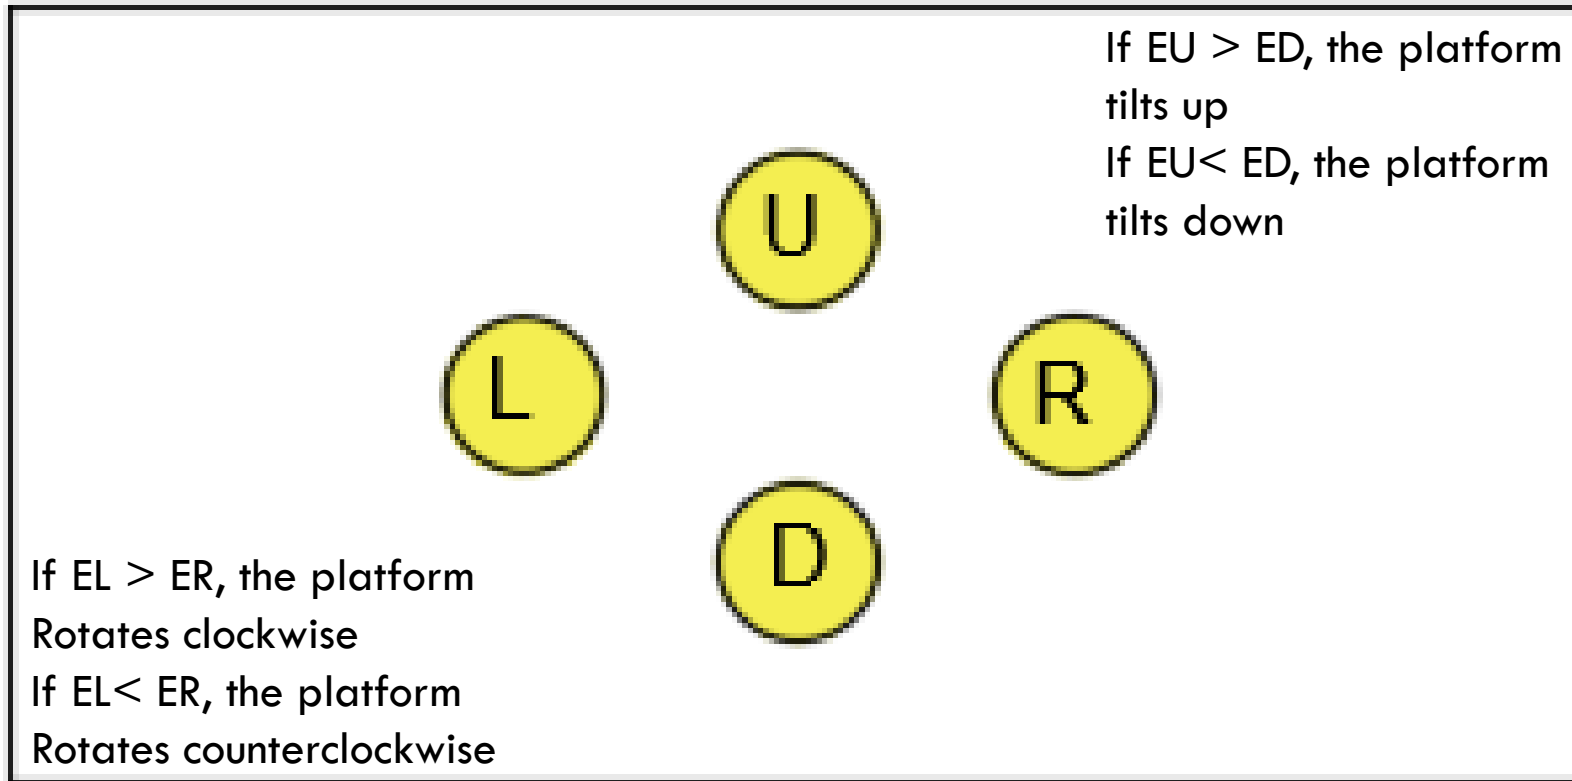 If EU > ED, the platform
tilts up
If EU< ED, the platform
tilts down
U
L
R
D
If EL > ER, the platform
Rotates clockwise
If EL< ER, the platform
Rotates counterclockwise